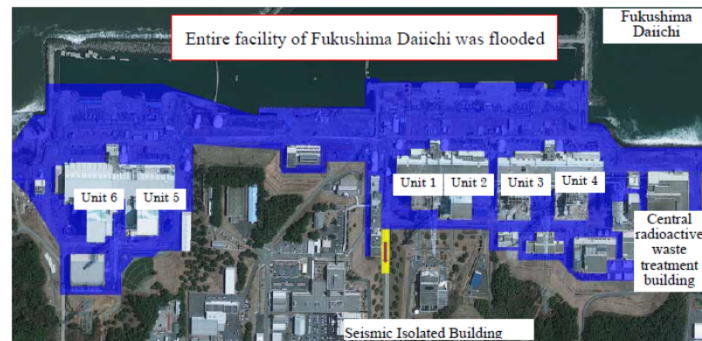 Entire facility of Fukushima Daiichi was flooded
Fukushima
Daiichi
Unit 6
Unit 5
Unit 1
Unit 2
Unit 3
Unit 4
Central
radioactive
waste
treatment
building
Seismic Isolated Building